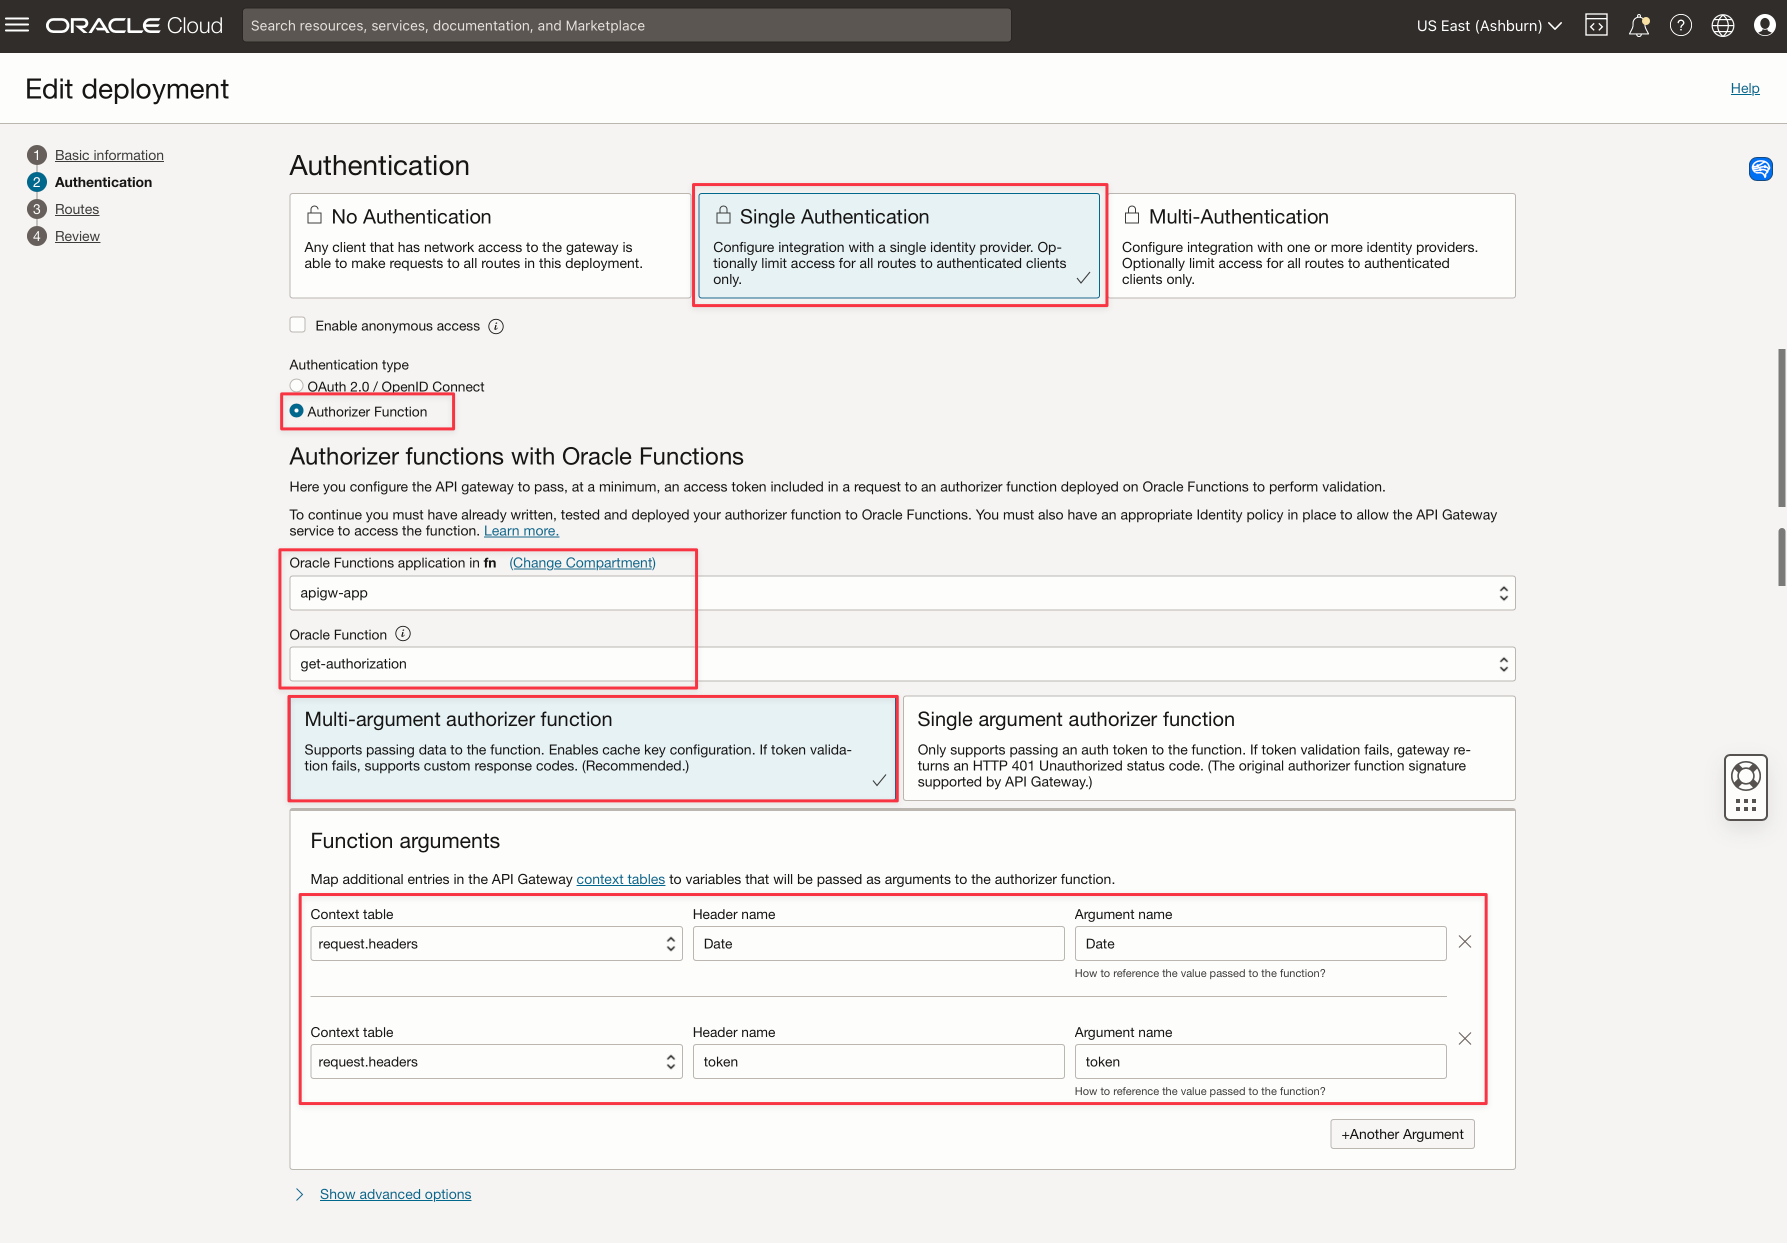 ORACLE Cloud
Search resources, services, documentation, and Marketplace
US East (Ashburn)
Edit deployment
Help
1 Basic information
2 Authentication
3 Routes
4 Review
Authentication
No Authentication
Any client that has network access to the gateway is
able to make requests to all routes in this deployment.
Single Authentication
Configure integration with a single identity provider. Op-
tionally limit access for all routes to authenticated clients
only.
Multi-Authentication
Configure integration with one or more identity providers.
Optionally limit access for all routes to authenticated
clients only.
Enable anonymous access
Authentication type
OAuth 2.0 / OpenID Connect
Authorizer Function
Authorizer functions with Oracle Functions
Here you configure the API gateway to pass, at a minimum, an access token included in a request to an authorizer function deployed on Oracle Functions to perform validation.
To continue you must have already written, tested and deployed your authorizer function to Oracle Functions. You must also have an appropriate Identity policy in place to allow the API Gateway
service to access the function. Learn more.
Oracle Functions application in fn (Change Compartment)
apigw-app
Oracle Function
get-authorization
Multi-argument authorizer function
Supports passing data to the function. Enables cache key configuration. If token valida-
tion fails, supports custom response codes. (Recommended.)
Single argument authorizer function
Only supports passing an auth token to the function. If token validation fails, gateway re-
turns an HTTP 401 Unauthorized status code. (The original authorizer function signature
supported by API Gateway.)
Function arguments
Map additional entries in the API Gateway context tables to variables that will be passed as arguments to the authorizer function.
Context table Header name Argument name
request.headers Date Date
How to reference the value passed to the function?
Context table Header name Argument name
request.headers token token
How to reference the value passed to the function?
+Another Argument
Show advanced options